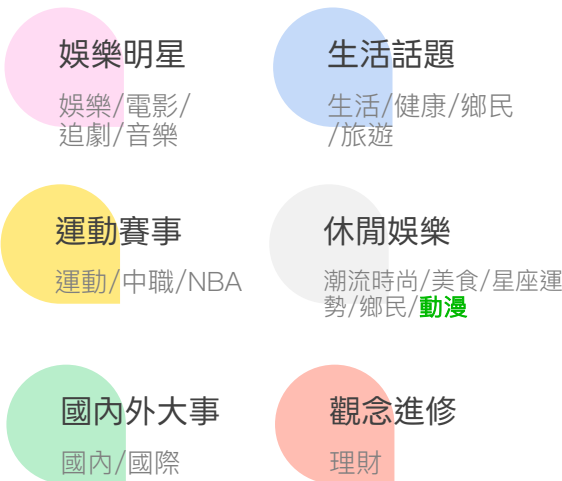 娛樂明星
娛樂/電影/
追劇/音樂
生活話題
生活/健康/鄉民
/旅遊
運動賽事
運動/中職/NBA
休閒娛樂
潮流時尚/美食/星座運
勢/鄉民/動漫
國內外大事
國內/國際
觀念進修
理財